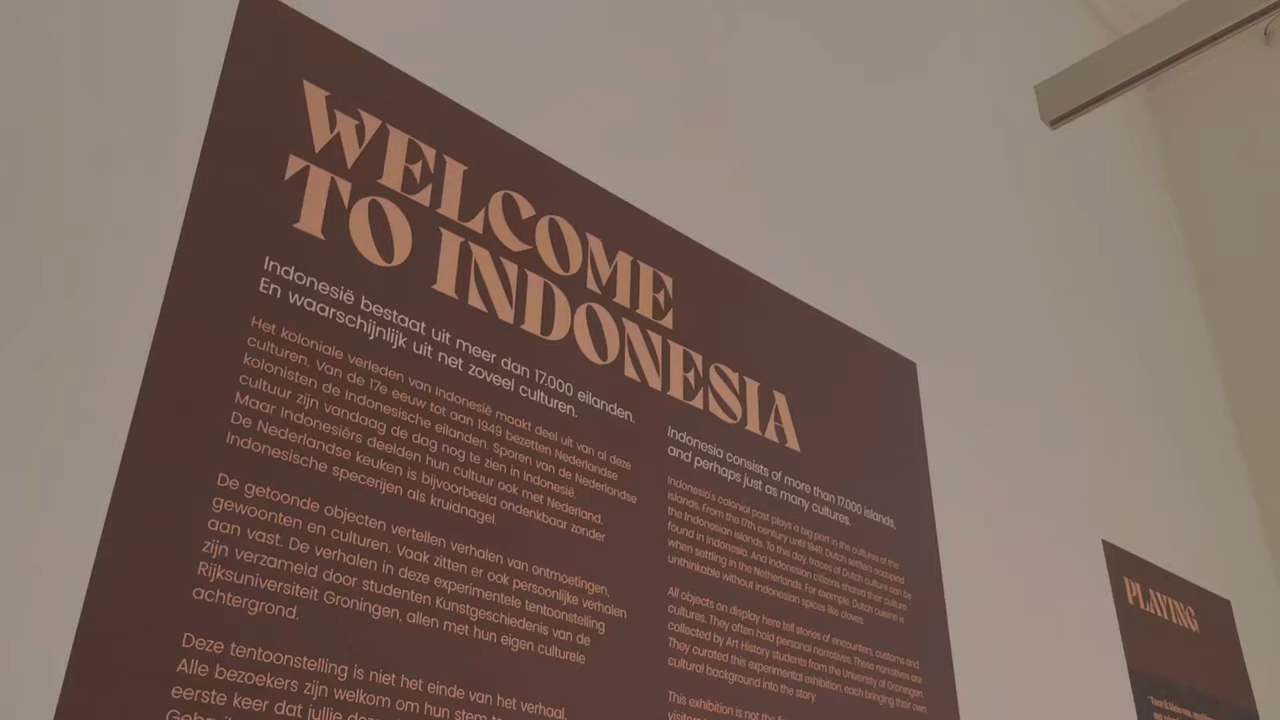 WELCOME
TO INDONESIA
Indonesië bestaat uit meer dan 17.000 eilanden.
En waarschijnlijk uit net zoveel culturen.
Het koloniale verleden van Indonesië maakt deel uit van al deze
culturen. Van de 17e eeuw tot aan 1949 bezetten Nederlandse
kolonisten de Indonesische eilanden. Sporen van de Nederlandse
cultuur zijn vandaag de dag nog te zien in Indonesië.
Maar Indonesiërs deelden hun cultuur ook met Nederland.
De Nederlandse keuken is bijvoorbeeld ondenkbaar zonder
Indonesische specerijen als kruidnagel.
De getoonde objecten vertellen verhalen van ontmoetingen,
gewoonten en culturen. Vaak zitten er ook persoonlijke verhalen
aan vast. De verhalen in deze experimentele tentoonstelling
zijn verzameld door studenten Kunstgeschiedenis van de
Rijksuniversiteit Groningen, allen met hun eigen culturele
achtergrond.
Deze tentoonstelling is niet het einde van het verhaal.
Alle bezoekers zijn welkom om hun stem
eerste keer dat jullie
Indonesia consists of more than 17.000 islands,
and perhaps just as many cultures.
Indonesia's colonial past plays a big part in the cultures of the
islands. From the 17th century until 1949, Dutch settlers occupied
the Indonesian islands. To this day, traces of Dutch culture can be
found in Indonesia. And Indonesian citizens shared their culture
when settling in the Netherlands. For example, Dutch cuisine is
unthinkable without Indonesian spices like cloves.
All objects on display here tell stories of encounters, customs and
cultures. They often hold personal narratives. These narratives are
collected by Art History students from the University of Groningen.
They curated this experimental exhibition, each bringing their own
cultural background into the story.
This exhibition is not the
PLAYING